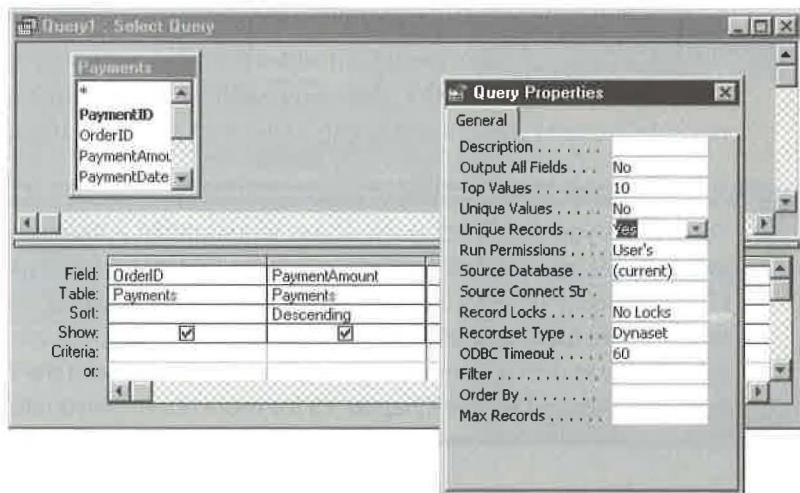 Query1 : Select Query
Payments
*
PaymentID
OrderID
PaymentAmou
PaymentDate
Field: OrderID PaymentAmount
Table: Payments Payments
Sort: Descending
Show:
Criteria:
or:
Query Properties
General
Description . . . . . . .
Output All Fields . . . No
Top Values . . . . . . . 10
Unique Values . . . . . No
Unique Records . . . . Yes
Run Permissions . . . . User's
Source Database . . . (current)
Source Connect Str .
Record Locks . . . . . . No Locks
Recordset Type . . . . Dynaset
ODBC Timeout . . . . . 60
Filter . . . . . . . . . . .
Order By . . . . . . . .
Max Records . . . . . .